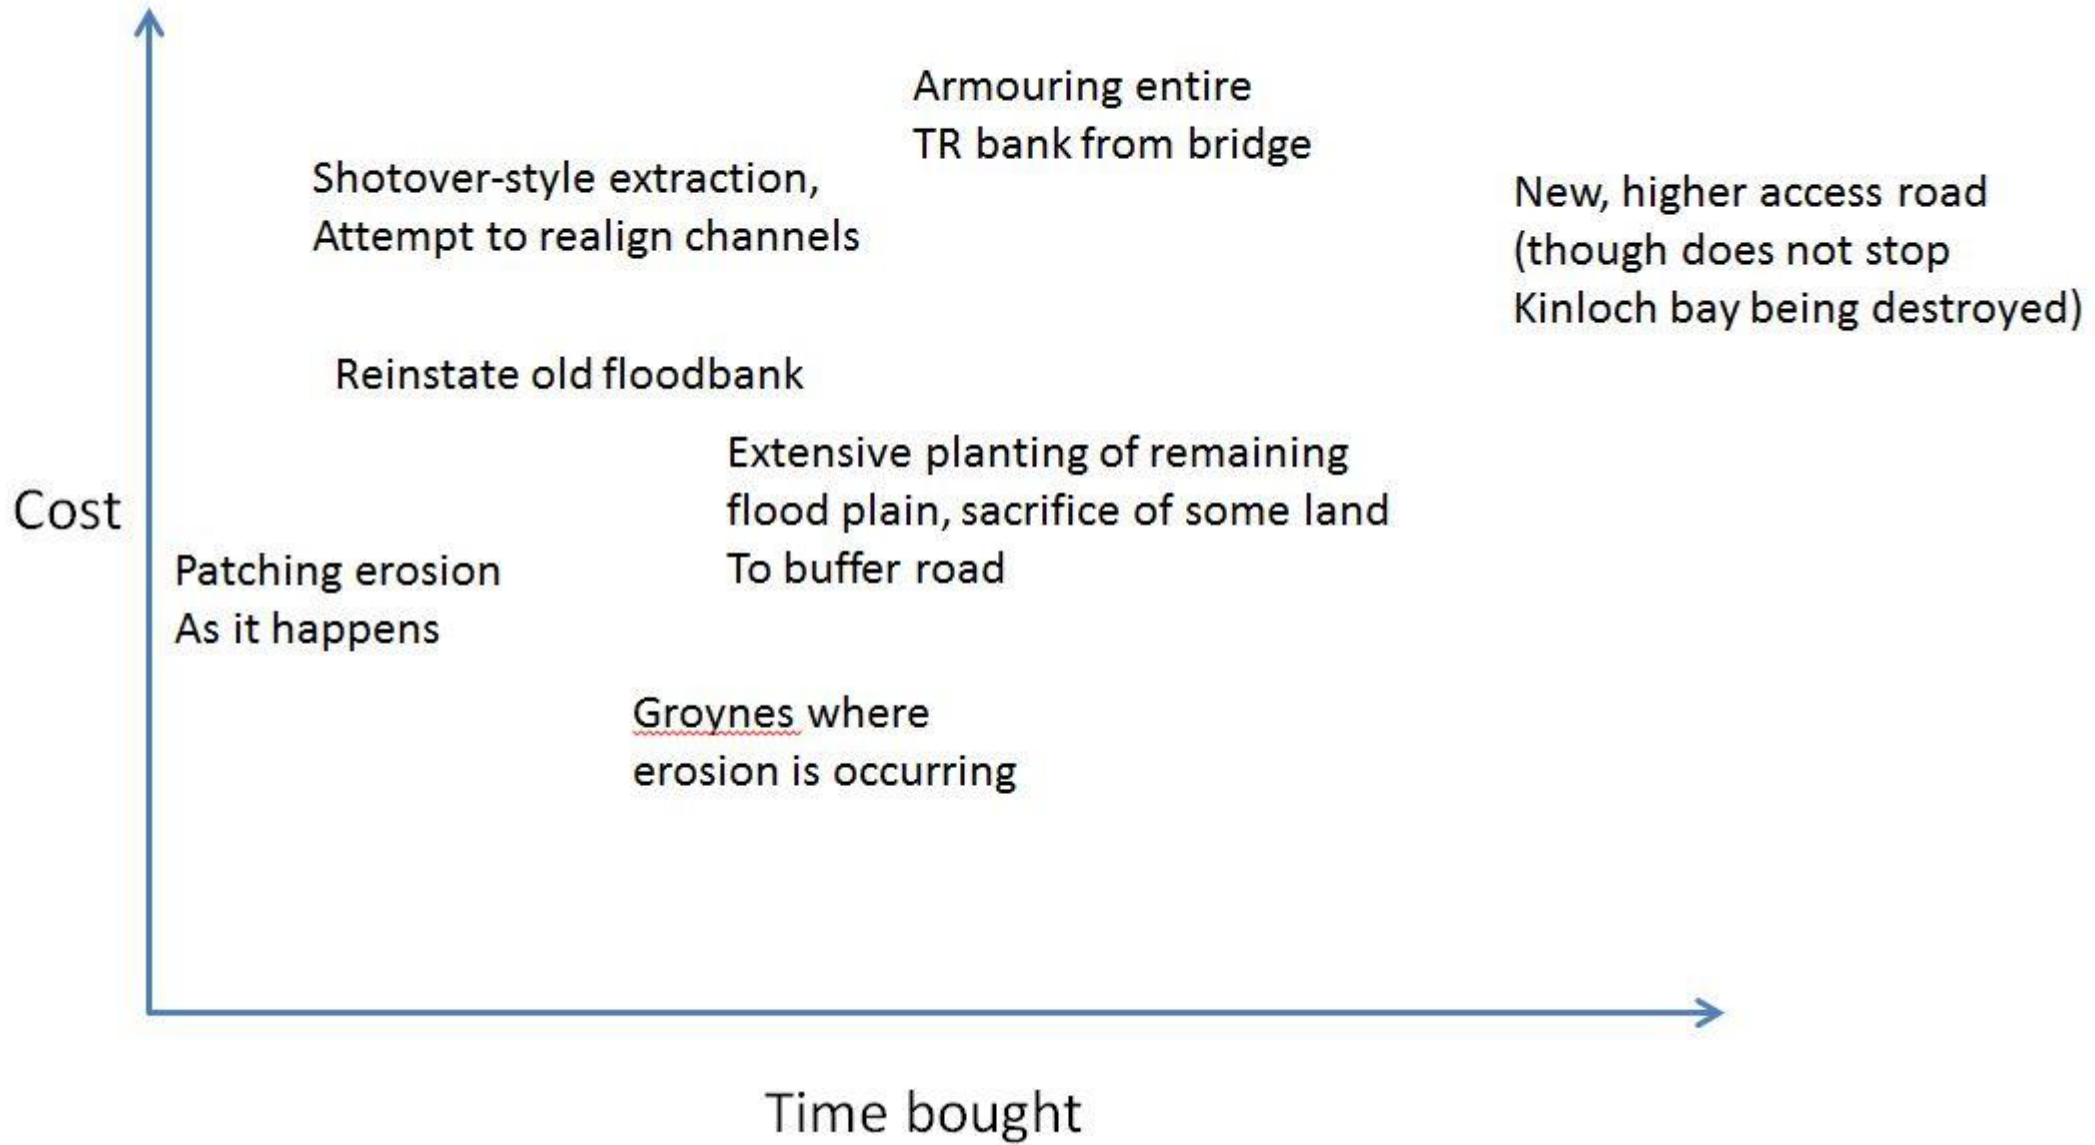 Armouring entire
TR bank from bridge
Shotover-style extraction,
Attempt to realign channels
New, higher access road
(though does not stop
Kinloch bay being destroyed)
Reinstate old floodbank
Extensive planting of remaining
flood plain, sacrifice of some land
To buffer road
Cost
Patching erosion
As it happens
Groynes where
erosion is occurring
Time bought